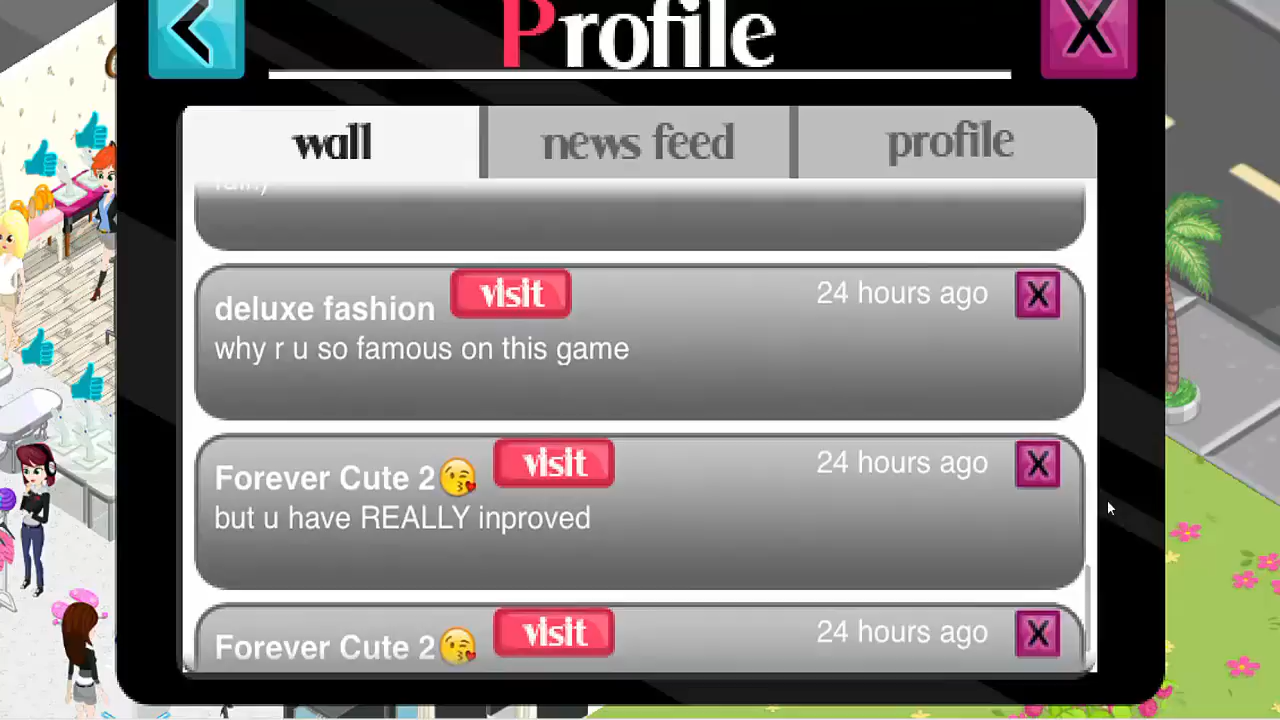 Profile
wall
news feed
profile
deluxe fashion
visit
24 hours ago
X
why r u so famous on this game
Forever Cute 2😘
visit
24 hours ago
X
but u have REALLY inproved
Forever Cute 2😘
visit
24 hours ago
X